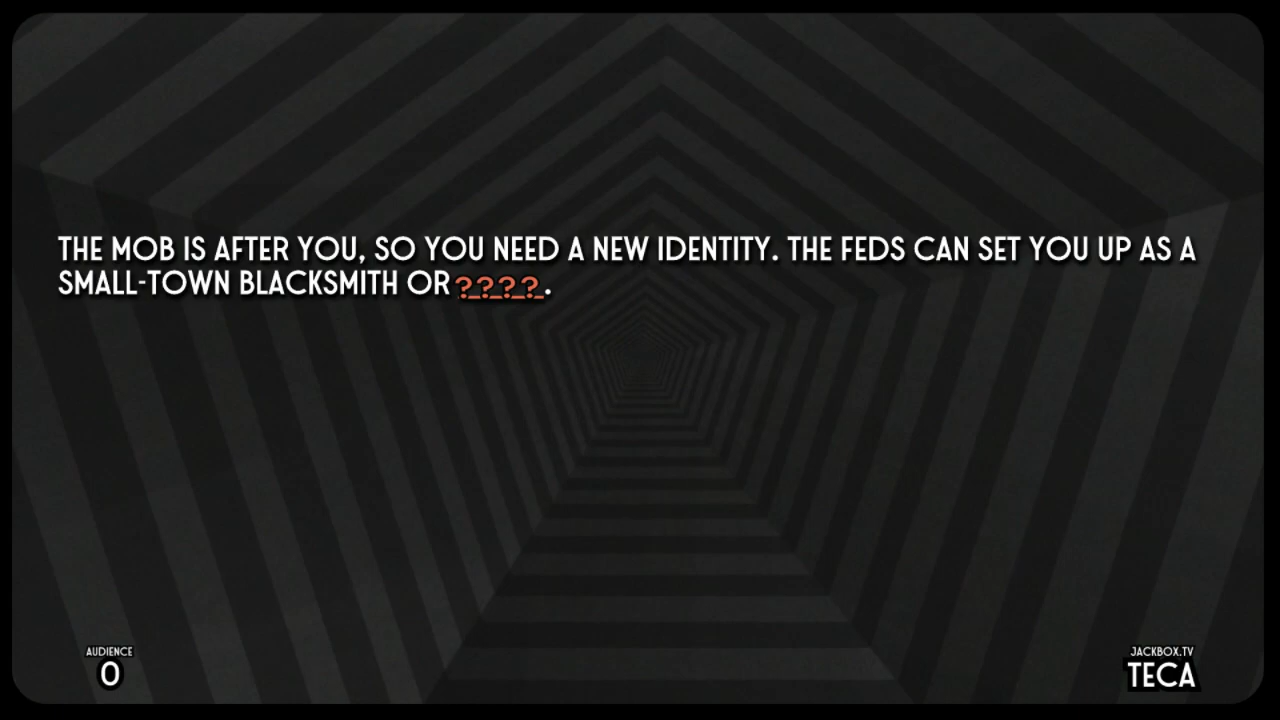 THE MOB IS AFTER YOU, SO YOU NEED A NEW IDENTITY. THE FEDS CAN SET YOU UP AS A
SMALL-TOWN BLACKSMITH OR ????.
AUDIENCE
0
JACKBOX.TV
TECA